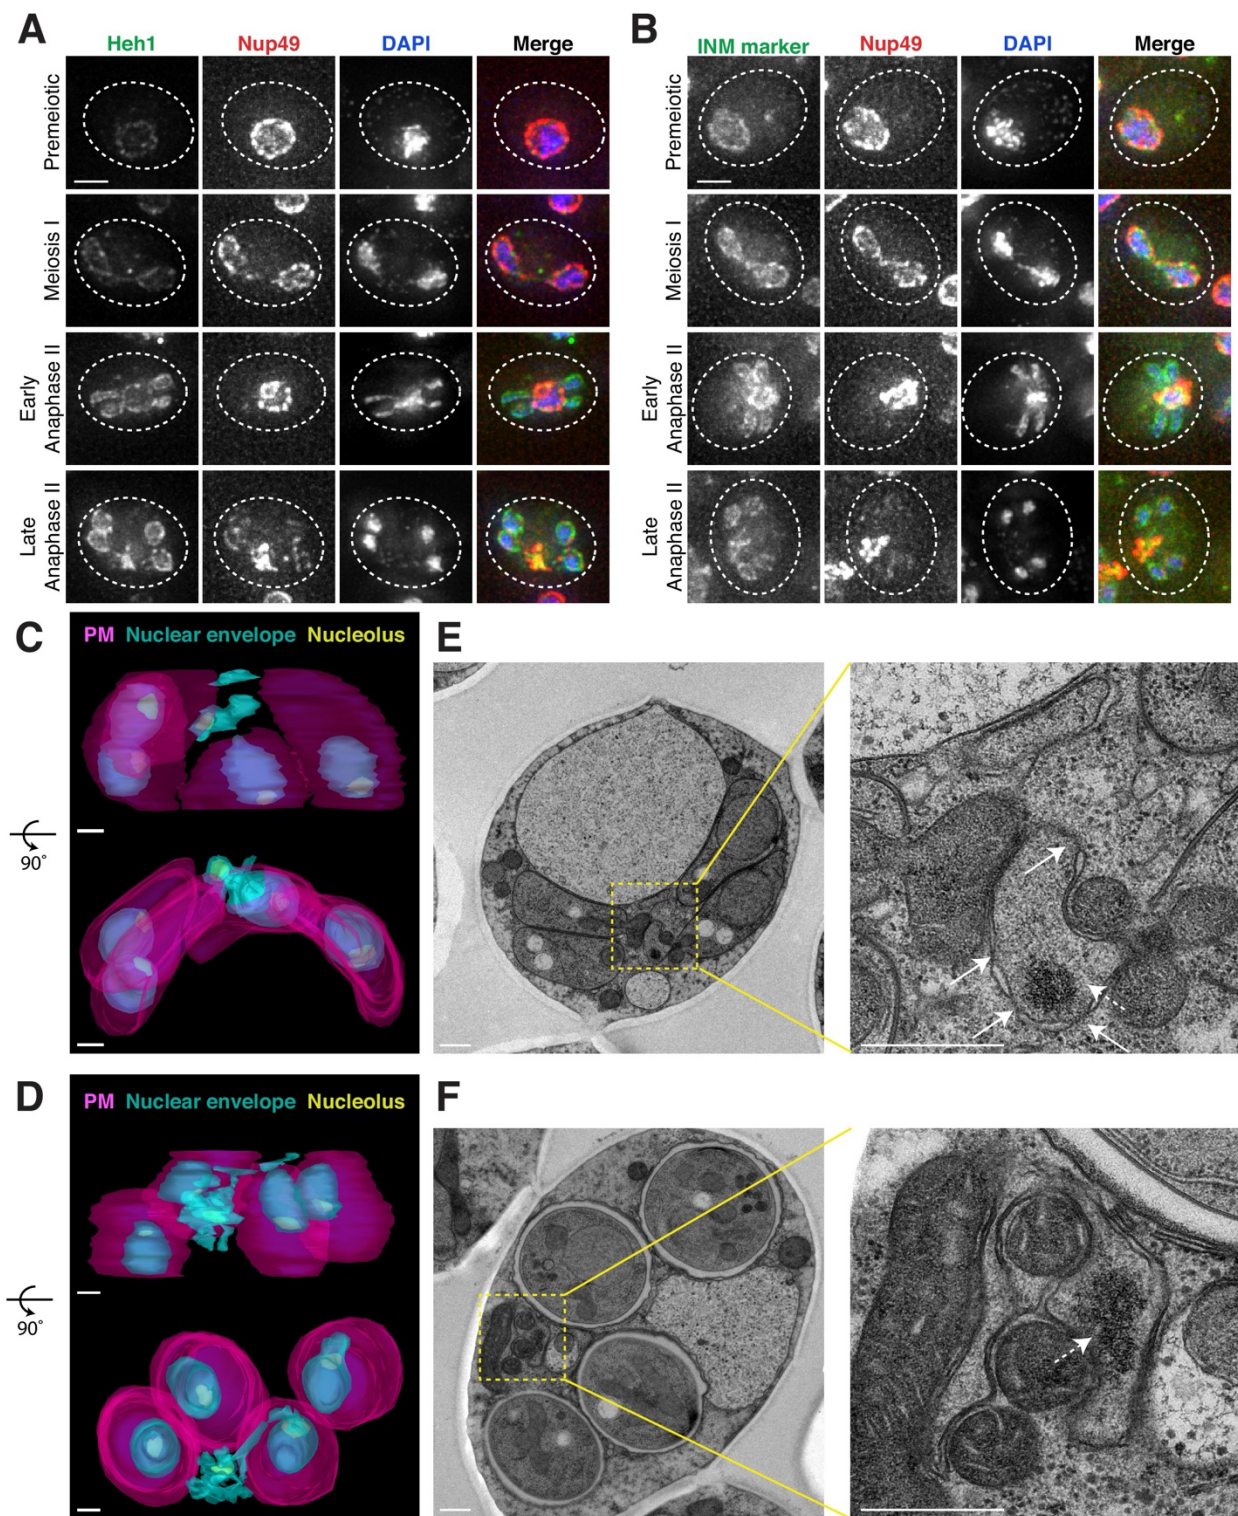 A
Heh1 Nup49 DAPI Merge
Premeiotic
Meiosis I
Early
Anaphase II
Late
Anaphase II
B
INM marker Nup49 DAPI Merge
Premeiotic
Meiosis I
Early
Anaphase II
Late
Anaphase II
C
PM Nuclear envelope Nucleolus
90°
D
PM Nuclear envelope Nucleolus
90°
E
F